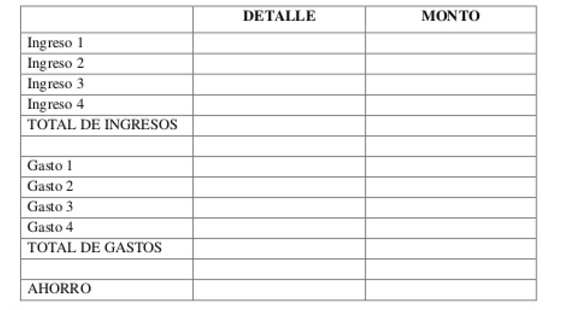 DETALLE MONTO
Ingreso 1
Ingreso 2
Ingreso 3
Ingreso 4
TOTAL DE INGRESOS
Gasto 1
Gasto 2
Gasto 3
Gasto 4
TOTAL DE GASTOS
AHORRO